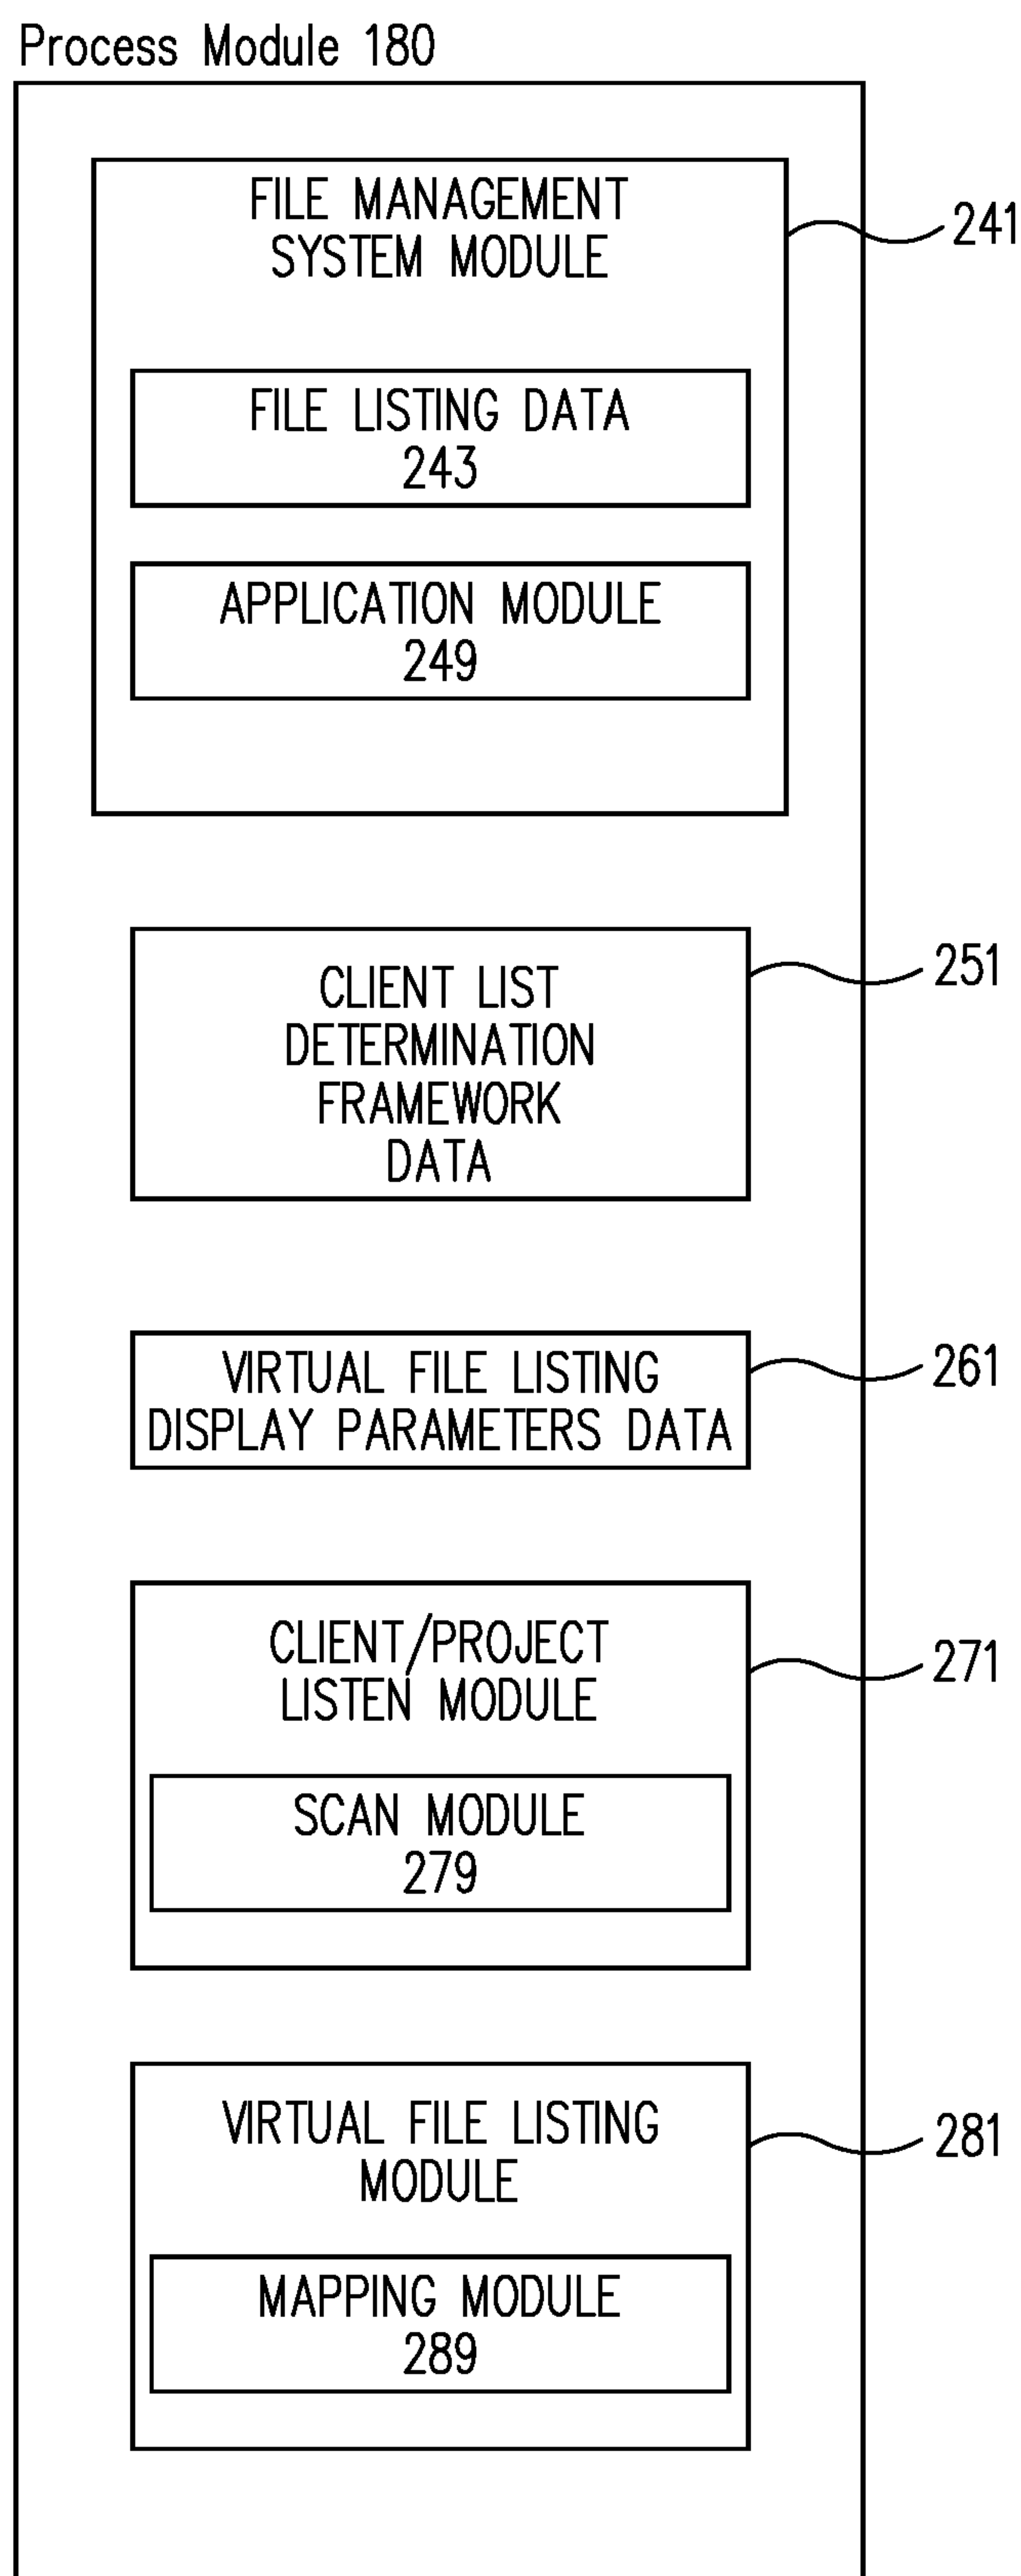 Process Module 180
FILE MANAGEMENT
SYSTEM MODULE
241
FILE LISTING DATA
243
APPLICATION MODULE
249
CLIENT LIST
DETERMINATION
FRAMEWORK
DATA
251
VIRTUAL FILE LISTING
DISPLAY PARAMETERS DATA
261
CLIENT/PROJECT
LISTEN MODULE
271
SCAN MODULE
279
VIRTUAL FILE LISTING
MODULE
281
MAPPING MODULE
289